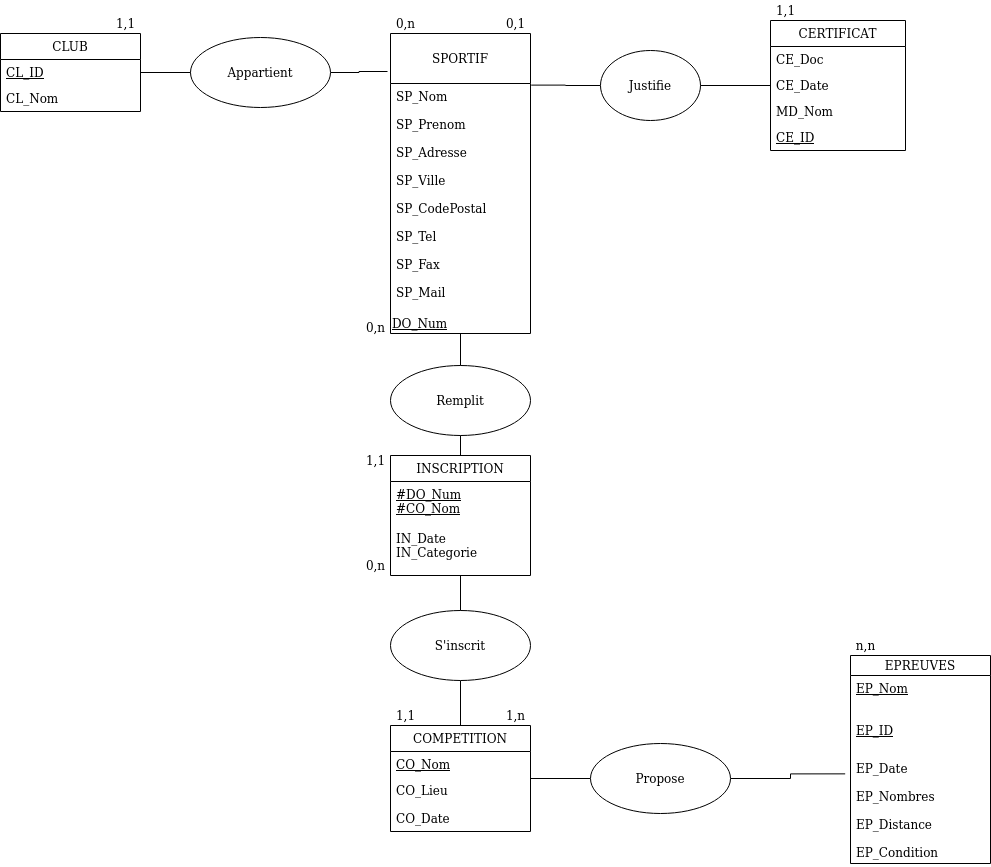 1,1
CLUB
CL_ID
CL_Nom
Appartient
0,n
0,1
SPORTIF
SP_Nom
SP_Prenom
SP_Adresse
SP_Ville
SP_CodePostal
SP_Tel
SP_Fax
SP_Mail
DO_Num
0,n
Justifie
1,1
CERTIFICAT
CE_Doc
CE_Date
MD_Nom
CE_ID
Remplit
1,1
INSCRIPTION
#DO_Num
#CO_Nom
IN_Date
IN_Categorie
0,n
S'inscrit
1,1
1,n
COMPETITION
CO_Nom
CO_Lieu
CO_Date
Propose
n,n
EPREUVES
EP_Nom
EP_ID
EP_Date
EP_Nombres
EP_Distance
EP_Condition